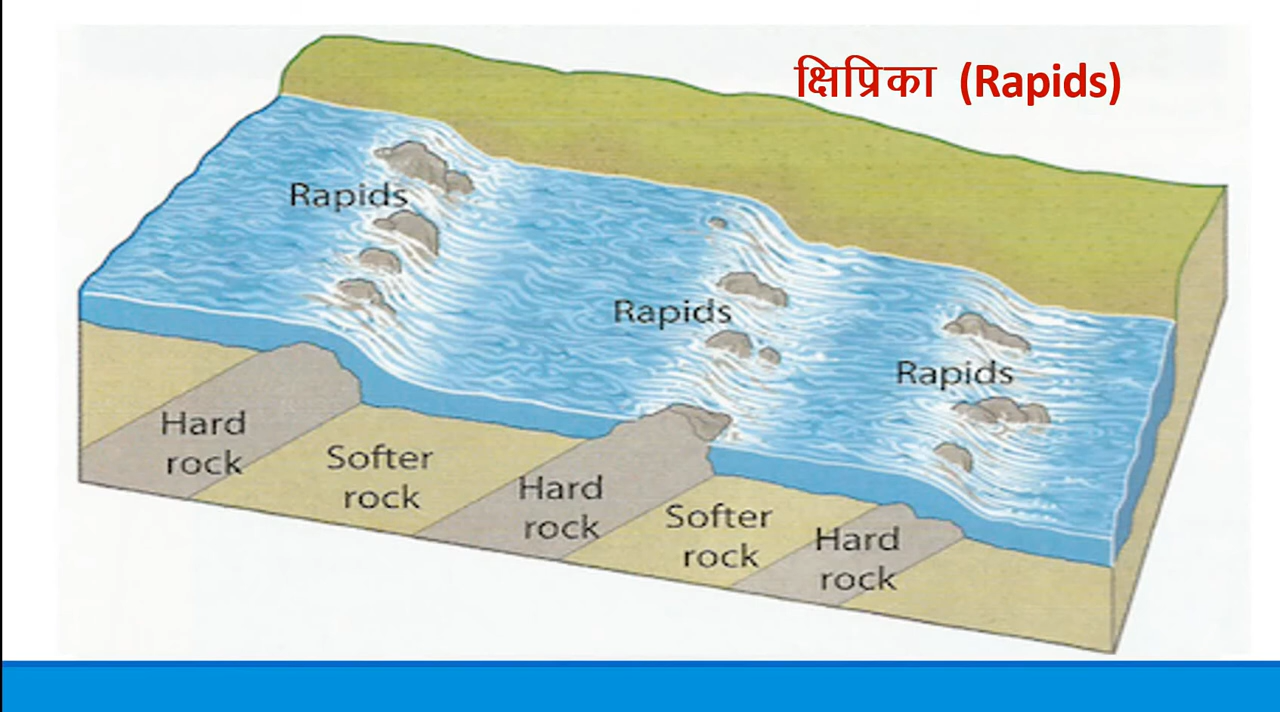 क्षिप्रिका (Rapids)
Rapids
Rapids
Rapids
Hard
rock
Softer
rock
Hard
rock
Softer
rock
Hard
rock